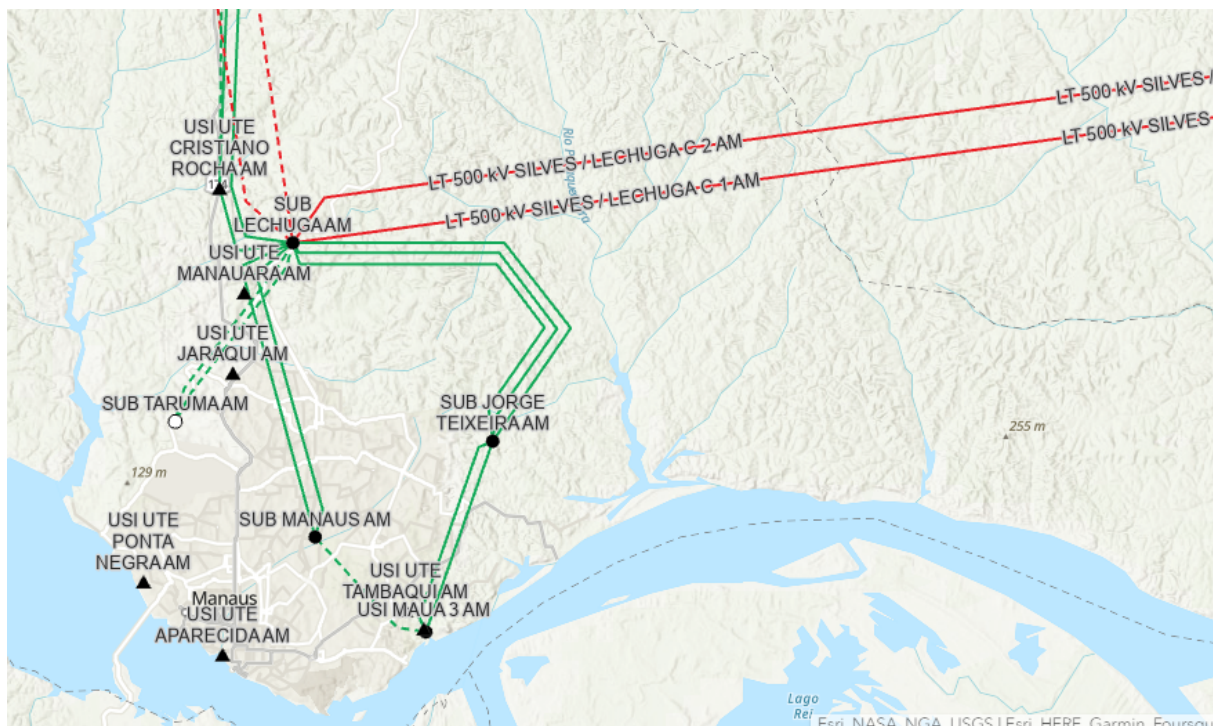 LT 500 kV SILVES /
LT 500 kV SILVES
LT 500 kV SILVES / LECHUGA C 2 AM
LT 500 kV SILVES / LECHUGA C 1 AM
USI UTE
CRISTIANO
ROCHA AM
SUB
LECHUGA AM
USI UTE
MANAUARA AM
USI UTE
JARAQUI AM
SUB TARUMA AM
SUB JORGE
TEIXEIRA AM
255 m
129 m
SUB MANAUS AM
USI UTE
PONTA
NEGRA AM
USI UTE
TAMBAQUI AM
USI MAUA 3 AM
Manaus
USI UTE
APARECIDA AM
Lago
Rei
Esri, NASA, NGA, USGS | Esri, HERE, Garmin, Foursqu